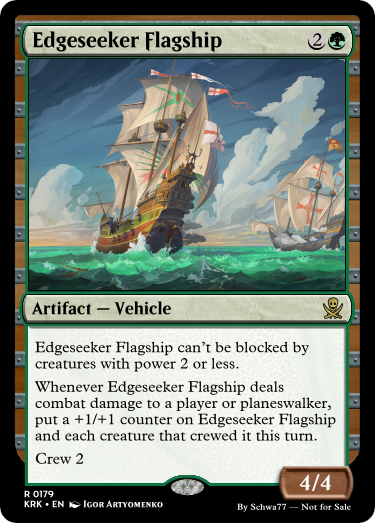 Edgeseeker Flagship 2
Artifact — Vehicle
Edgeseeker Flagship can't be blocked by
creatures with power 2 or less.
Whenever Edgeseeker Flagship deals
combat damage to a player or planeswalker,
put a +1/+1 counter on Edgeseeker Flagship
and each creature that crewed it this turn.
Crew 2
4/4
R 0179
KRK • EN Igor Artyomenko
By Schwa77 — Not for Sale